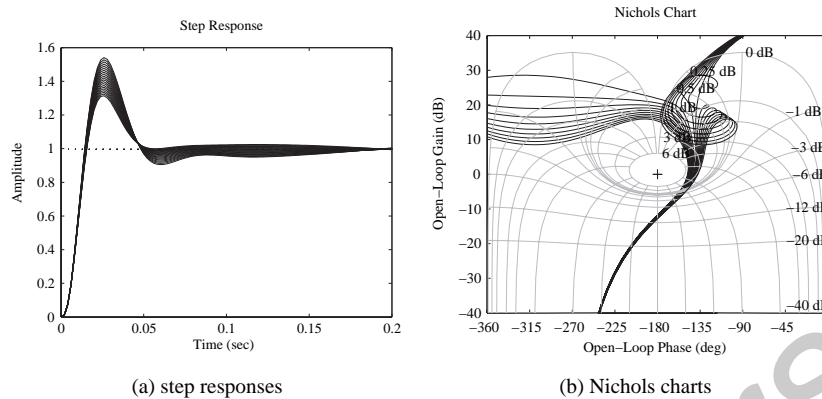 Step Response
1.6
1.4
1.2
1
0.8
0.6
0.4
0.2
0
Amplitude
0
0.05
0.1
0.15
0.2
Time (sec)
(a) step responses
Nichols Chart
40
30
20
10
0
−10
−20
−30
−40
Open−Loop Gain (dB)
0 dB
0.25 dB
0.5 dB
1 dB
3 dB
6 dB
−1 dB
−3 dB
−6 dB
−12 dB
−20 dB
−40 dB
−360
−315
−270
−225
−180
−135
−90
−45
0
Open−Loop Phase (deg)
(b) Nichols charts